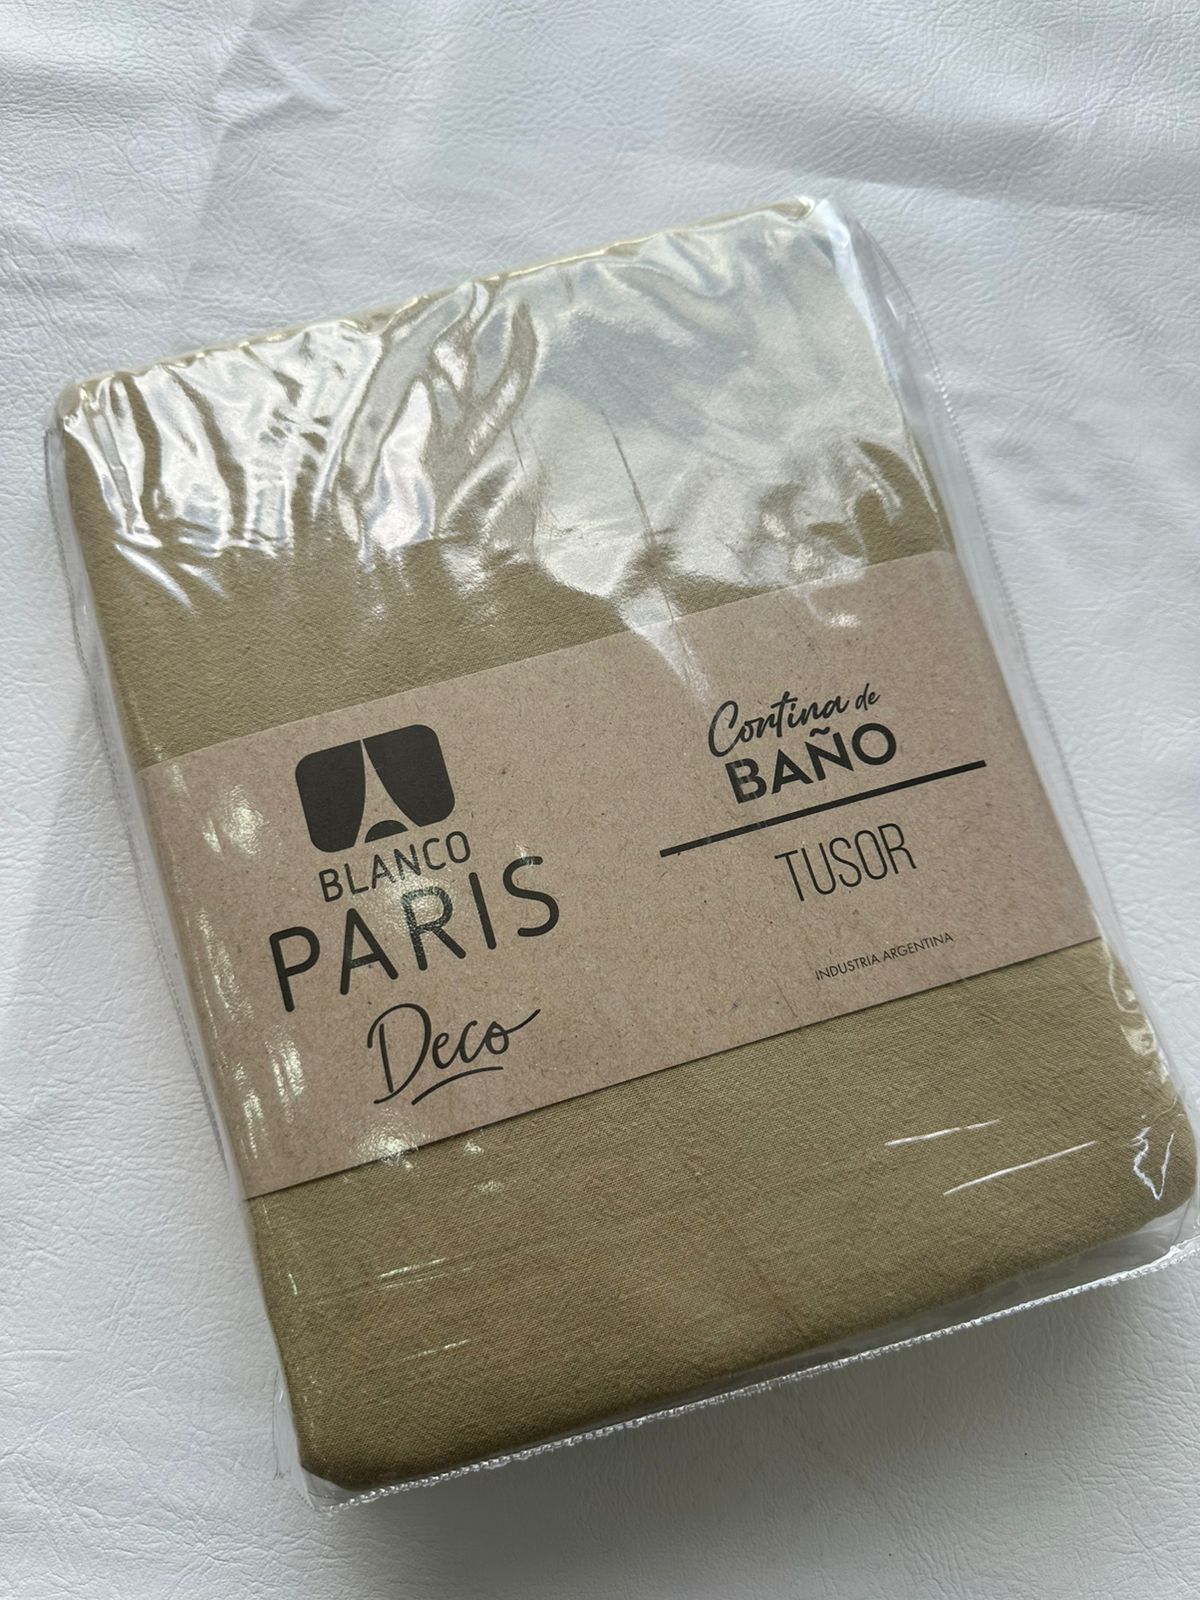 BLANCO
PARIS
Deco
Cortina de
BAÑO
TUSOR
INDUSTRIA ARGENTINA